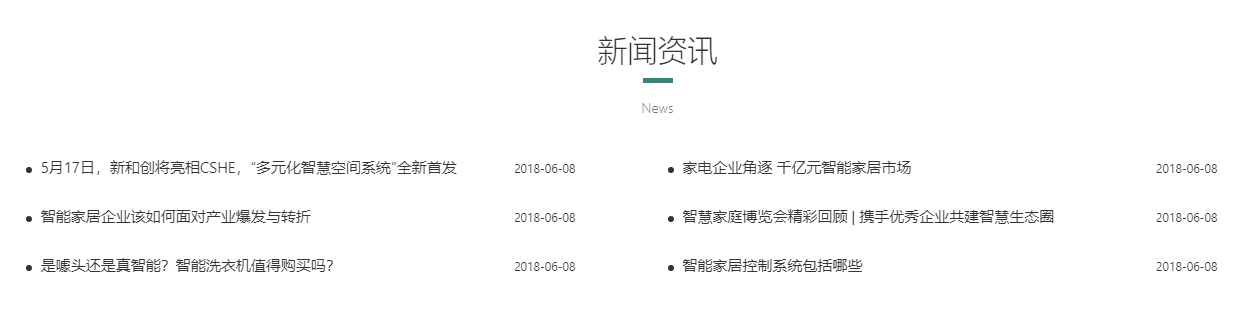 新闻资讯
News
5月17日，新和创将亮相CSHE，“多元化智慧空间系统”全新首发 2018-06-08
家电企业角逐 千亿元智能家居市场 2018-06-08
智能家居企业该如何面对产业爆发与转折 2018-06-08
智慧家庭博览会精彩回顾 | 携手优秀企业共建智慧生态圈 2018-06-08
是噱头还是真智能？智能洗衣机值得购买吗？ 2018-06-08
智能家居控制系统包括哪些 2018-06-08